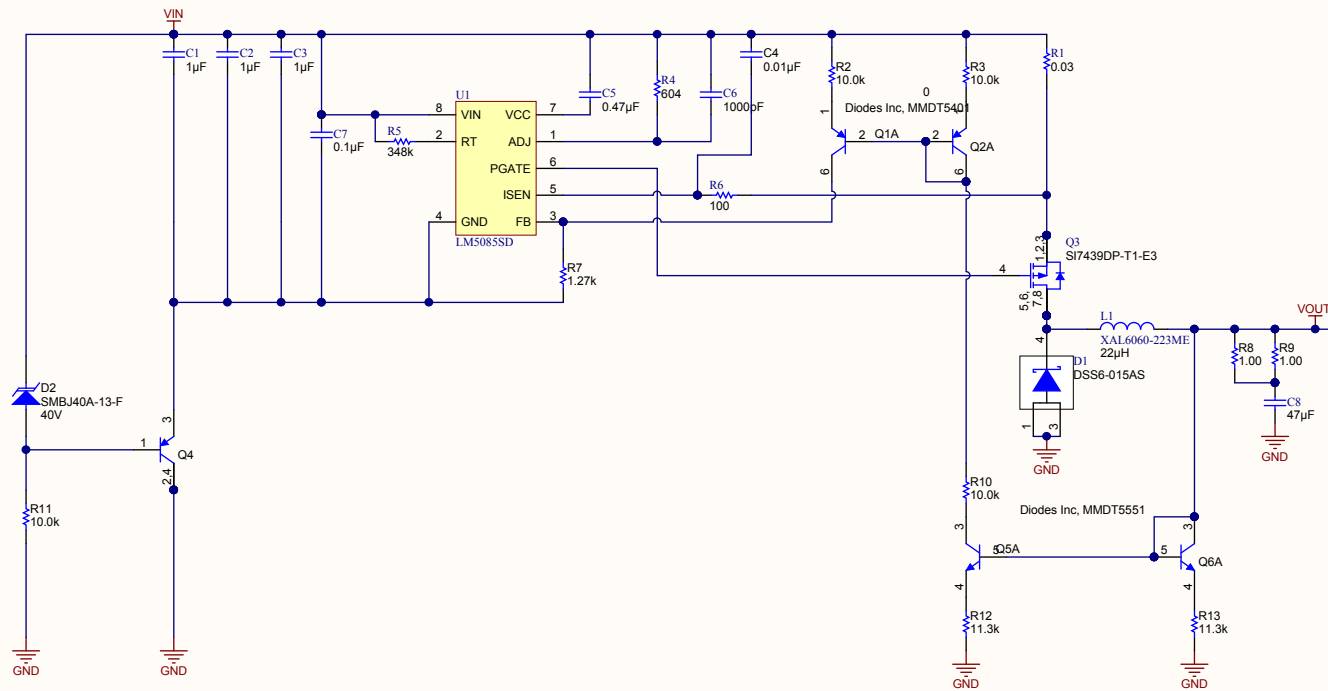 VIN
C1
1µF
C2
1µF
C3
1µF
C7
0.1µF
R5
348k
U1
8 VIN VCC 7
2 RT ADJ 1
PGATE 6
ISEN 5
4 GND FB 3
LM5085SD
C5
0.47µF
R4
604
C6
1000pF
C4
0.01µF
R6
100
R7
1.27k
R2
10.0k
R3
10.0k
R1
0.03
0
Diodes Inc, MMDT5401
1
2 Q1A
6
1
2
Q2A
6
Q3
SI7439DP-T1-E3
1,2,3
4
5,6,
7,8
L1
XAL6060-223ME
22µH
4
D1
DSS6-015AS
1
3
GND
VOUT
R8
1.00
R9
1.00
C8
47µF
GND
D2
SMBJ40A-13-F
40V
3
1
Q4
2,4
R11
10.0k
GND
GND
R10
10.0k
Diodes Inc, MMDT5551
3
5
Q5A
4
R12
11.3k
GND
3
5
Q6A
4
R13
11.3k
GND